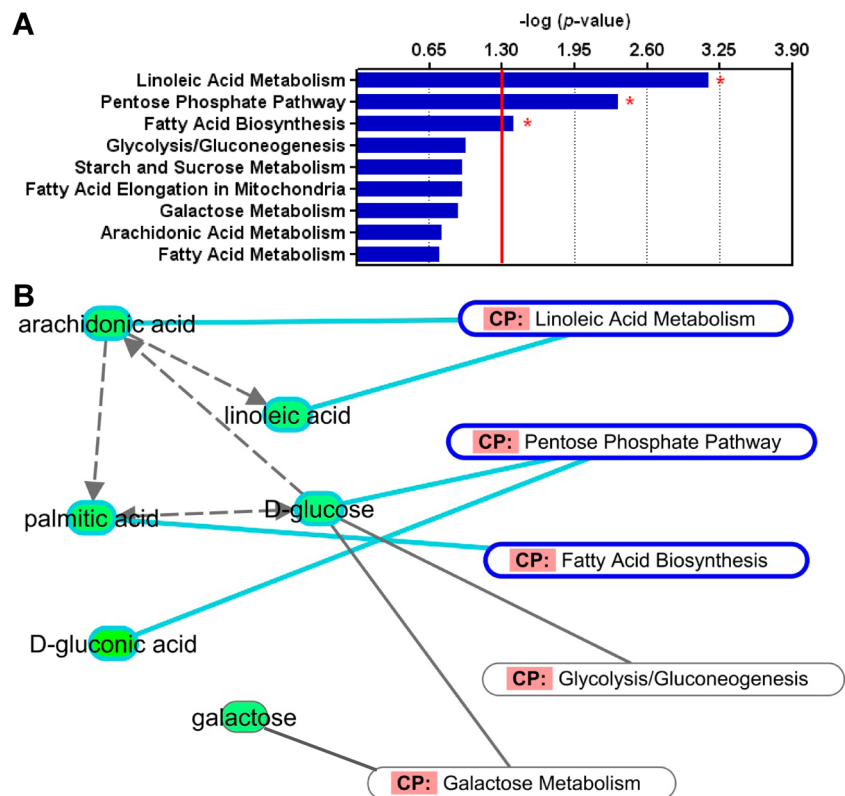 A
-log (p-value)
0.65 1.30 1.95 2.60 3.25 3.90
Linoleic Acid Metabolism *
Pentose Phosphate Pathway *
Fatty Acid Biosynthesis *
Glycolysis/Gluconeogenesis
Starch and Sucrose Metabolism
Fatty Acid Elongation in Mitochondria
Galactose Metabolism
Arachidonic Acid Metabolism
Fatty Acid Metabolism
B
arachidonic acid
CP: Linoleic Acid Metabolism
linoleic acid
CP: Pentose Phosphate Pathway
D-glucose
palmitic acid
CP: Fatty Acid Biosynthesis
D-gluconic acid
CP: Glycolysis/Gluconeogenesis
galactose
CP: Galactose Metabolism